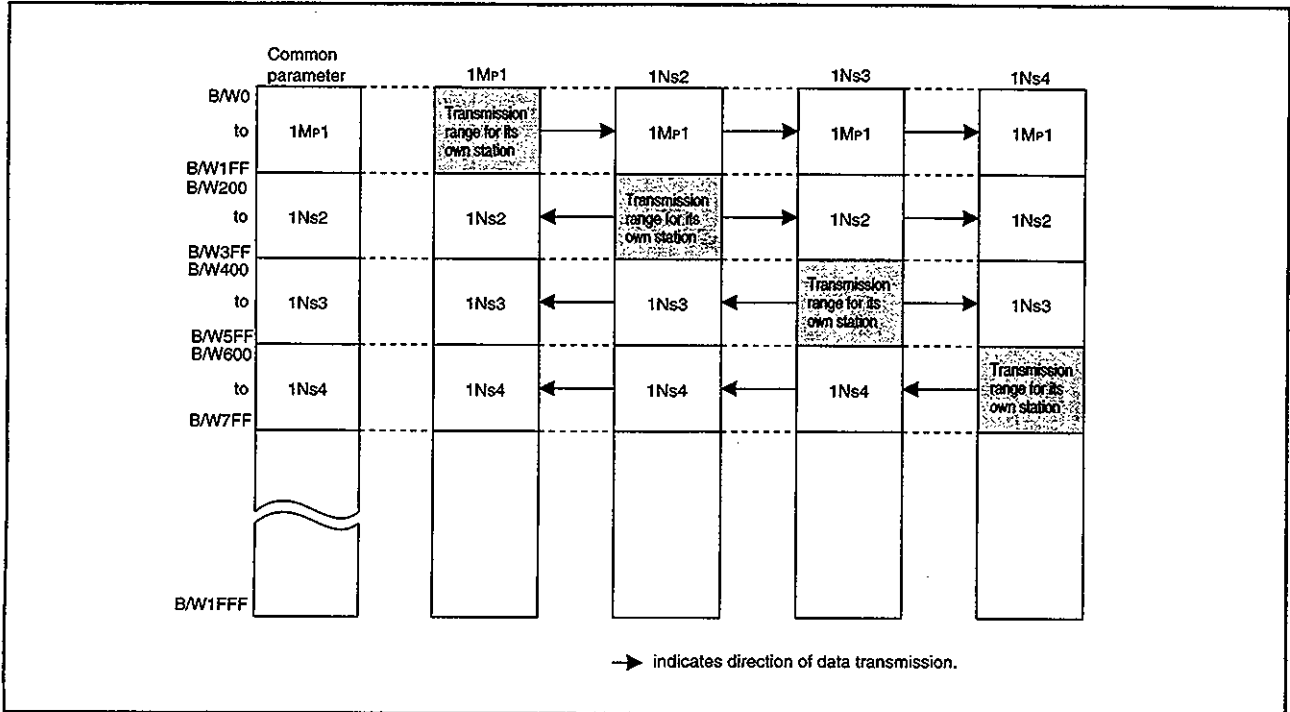 Common
parameter
1MP1
1Ns2
1Ns3
1Ns4
B/W0
to
B/W1FF
1MP1
Transmission
range for its
own station
1MP1
1MP1
1MP1
B/W200
to
B/W3FF
1Ns2
1Ns2
Transmission
range for its
own station
1Ns2
1Ns2
B/W400
to
B/W5FF
1Ns3
1Ns3
1Ns3
Transmission
range for its
own station
1Ns3
B/W600
to
B/W7FF
1Ns4
1Ns4
1Ns4
1Ns4
Transmission
range for its
own station
B/W1FFF
→ indicates direction of data transmission.